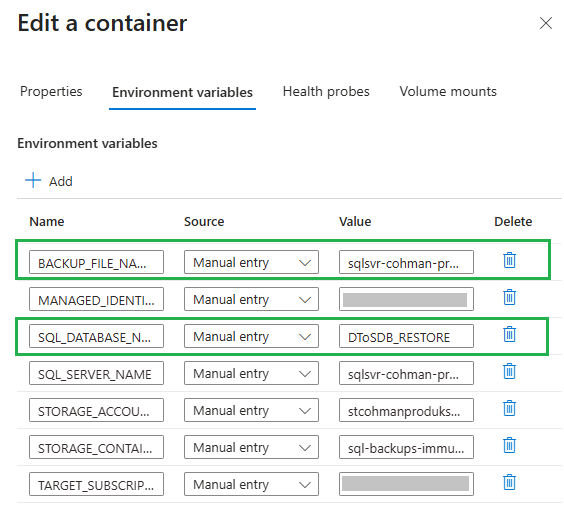 Edit a container
Properties Environment variables Health probes Volume mounts
Environment variables
Add
Name Source Value Delete
BACKUP_FILE_NA... Manual entry sqlsvr-cohman-pr...
MANAGED_IDENTI... Manual entry
SQL_DATABASE_N... Manual entry DToSDB_RESTORE
SQL_SERVER_NAME Manual entry sqlsvr-cohman-pr...
STORAGE_ACCOU... Manual entry stcohmanproduks...
STORAGE_CONTAI... Manual entry sql-backups-immu...
TARGET_SUBSCRIP... Manual entry